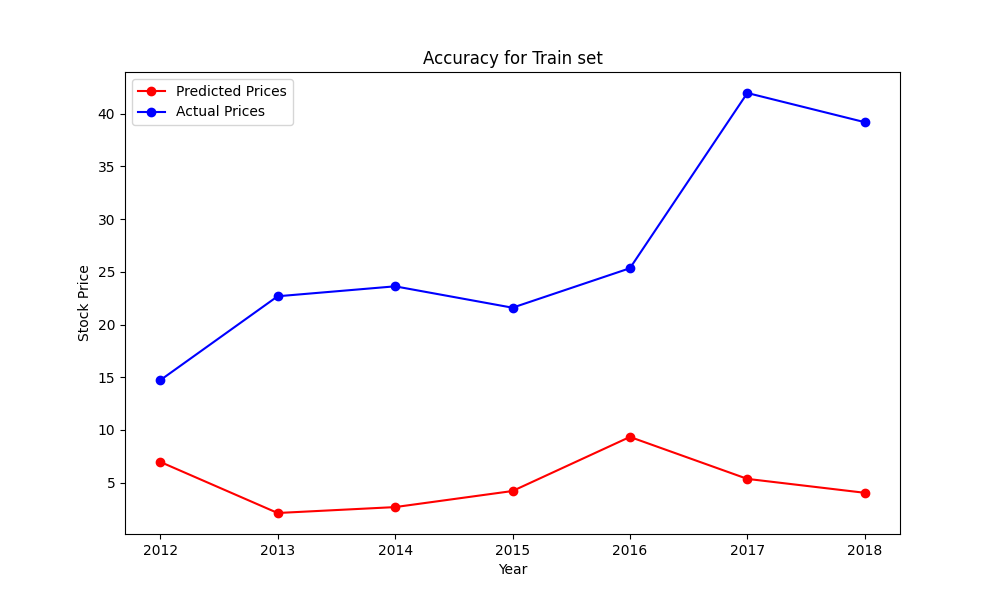 Accuracy for Train set
Predicted Prices
Actual Prices
40
35
30
25
20
15
10
5
Stock Price
2012 2013 2014 2015 2016 2017 2018
Year